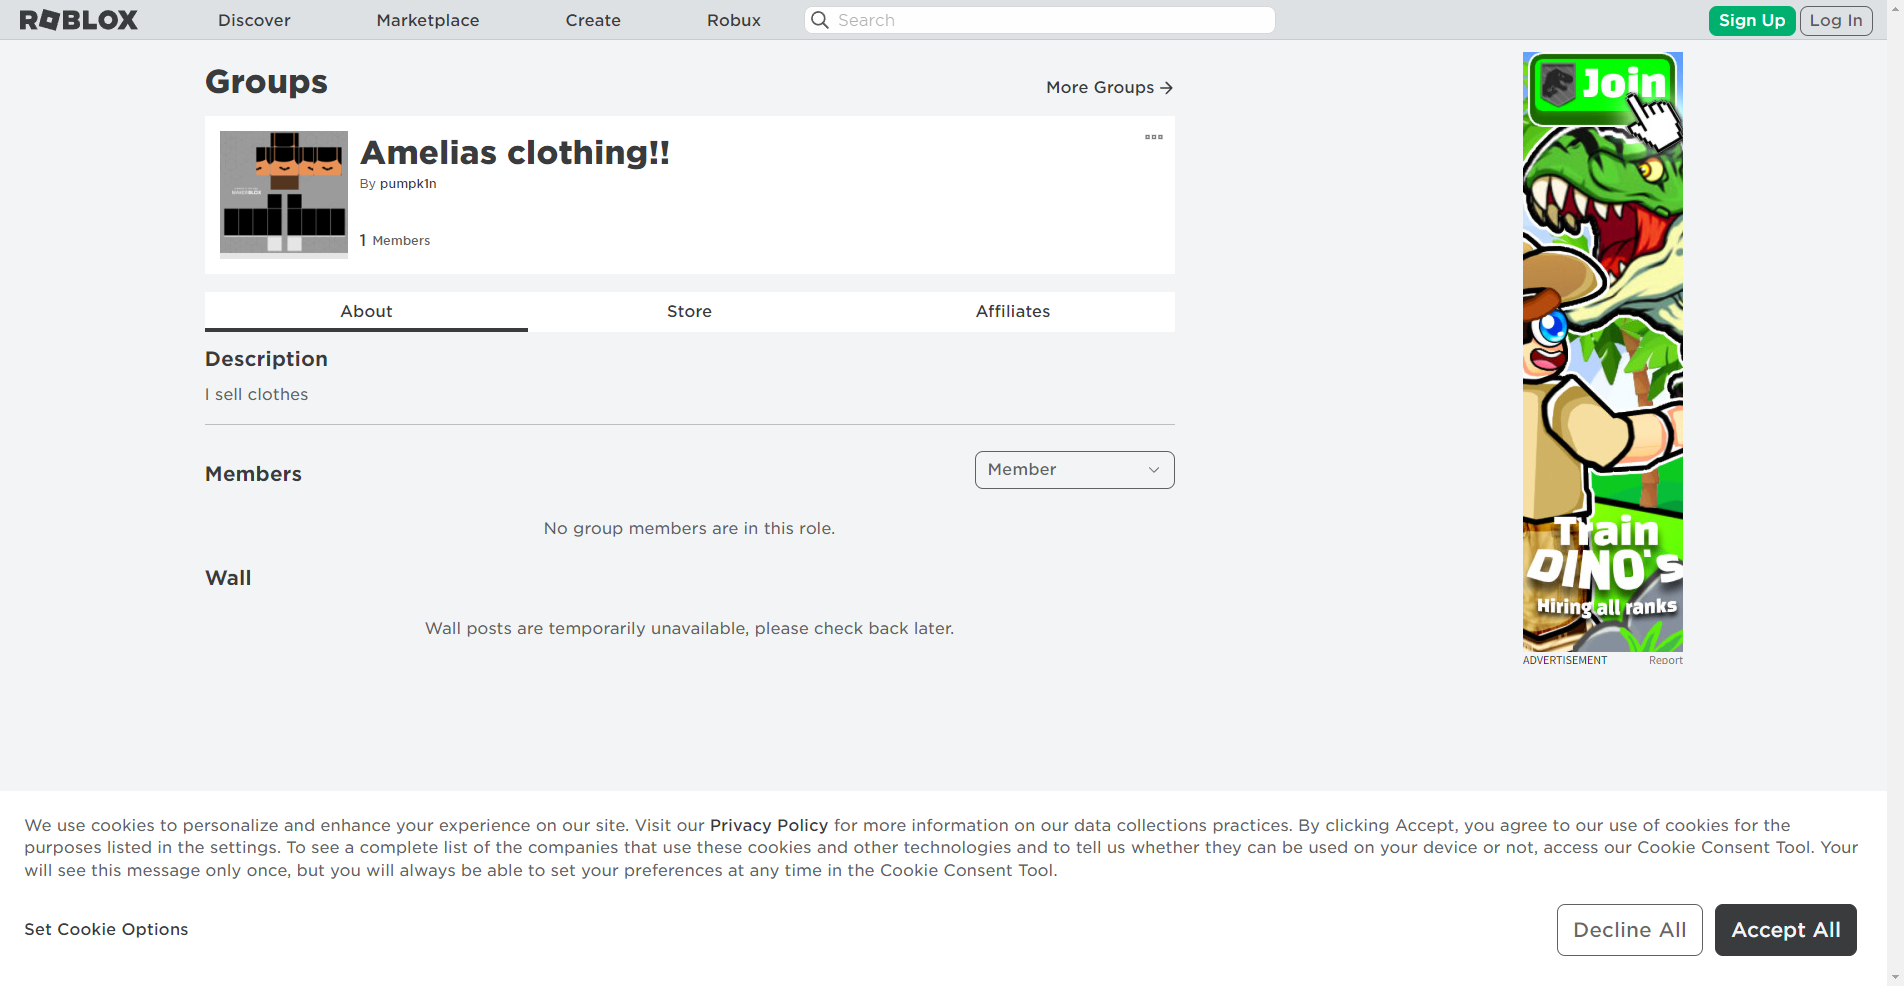 ROBLOX
Discover
Marketplace
Create
Robux
Search
Sign Up
Log In
Groups
More Groups
Amelias clothing!!
By pumpk1n
1 Members
About
Store
Affiliates
Description
I sell clothes
Members
Member
No group members are in this role.
Wall
Wall posts are temporarily unavailable, please check back later.
Join
Train
DINO's
Hiring all ranks
ADVERTISEMENT
Report
We use cookies to personalize and enhance your experience on our site. Visit our Privacy Policy for more information on our data collections practices. By clicking Accept, you agree to our use of cookies for the
purposes listed in the settings. To see a complete list of the companies that use these cookies and other technologies and to tell us whether they can be used on your device or not, access our Cookie Consent Tool. Your
will see this message only once, but you will always be able to set your preferences at any time in the Cookie Consent Tool.
Set Cookie Options
Decline All
Accept All